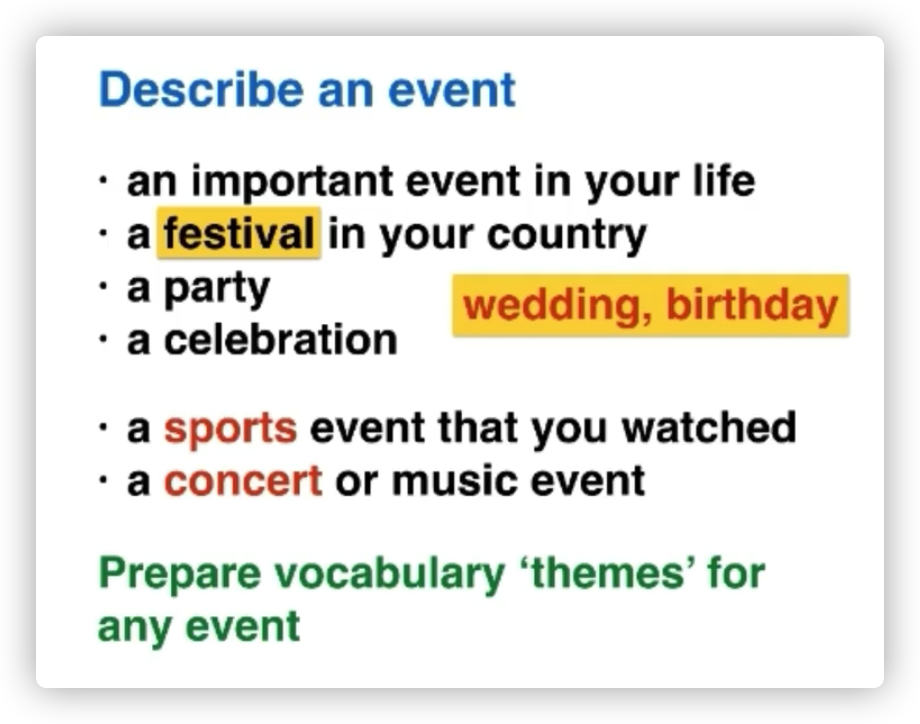 Describe an event
· an important event in your life
· a festival in your country
· a party
wedding, birthday
· a celebration
· a sports event that you watched
· a concert or music event
Prepare vocabulary ‘themes’ for
any event